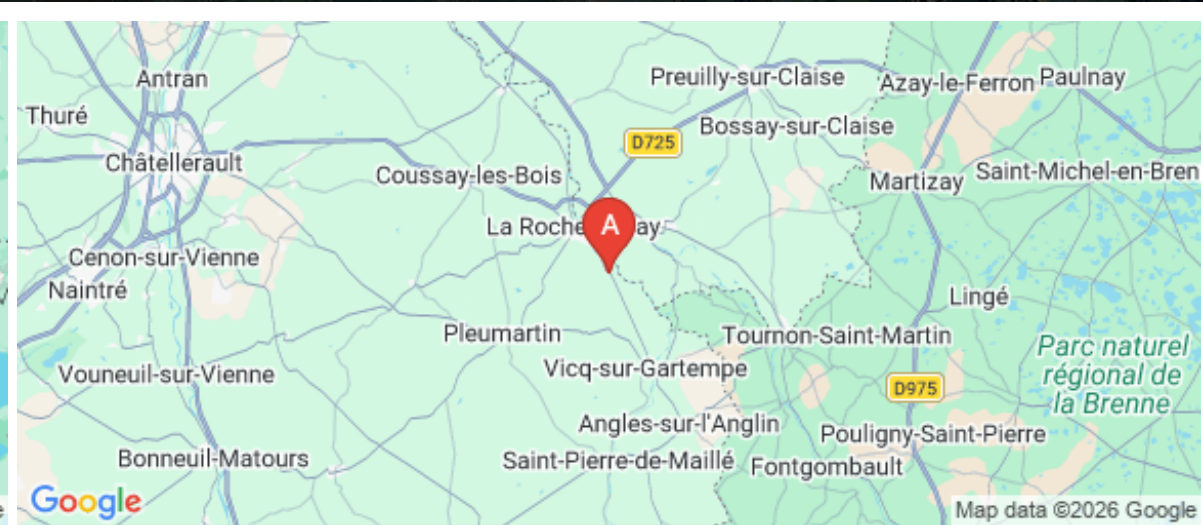 Antran
Preuilly-sur-Claise
Azay-le-Ferron
Paulnay
Thuré
Bossay-sur-Claise
D725
Châtellerault
Coussay-les-Bois
Martizay
Saint-Michel-en-Bren
La Roche
A
ay
Cenon-sur-Vienne
Naintré
Lingé
Pleumartin
Tournon-Saint-Martin
Parc naturel
régional de
la Brenne
Vouneuil-sur-Vienne
Vicq-sur-Gartempe
D975
Angles-sur-l'Anglin
Pouligny-Saint-Pierre
Bonneuil-Matours
Saint-Pierre-de-Maillé
Fontgombault
Google
Map data ©2026 Google